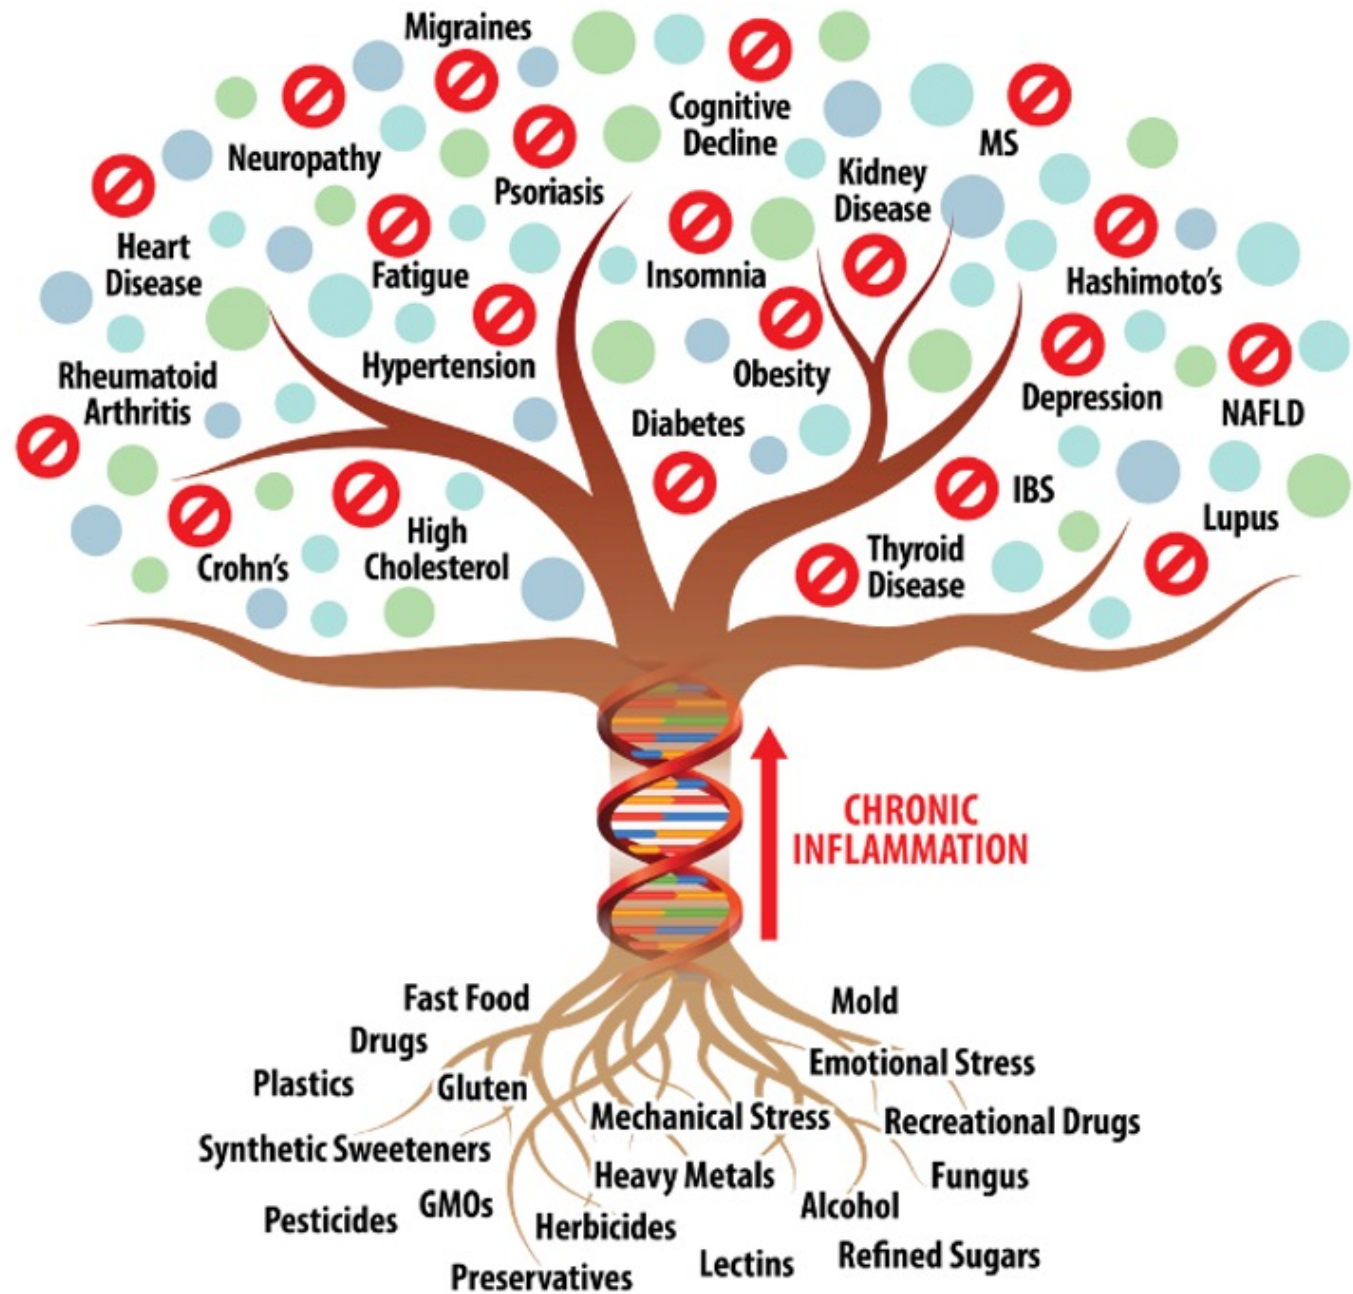 Migraines
Cognitive
Decline
MS
Neuropathy
Psoriasis
Kidney
Disease
Heart
Disease
Fatigue
Insomnia
Hashimoto's
Hypertension
Obesity
Rheumatoid
Arthritis
Depression
NAFLD
Diabetes
IBS
Lupus
Crohn's
High
Cholesterol
Thyroid
Disease
CHRONIC
INFLAMMATION
Fast Food
Mold
Drugs
Emotional Stress
Plastics
Gluten
Mechanical Stress
Recreational Drugs
Synthetic Sweeteners
Heavy Metals
Fungus
GMOs
Alcohol
Pesticides
Herbicides
Lectins
Refined Sugars
Preservatives